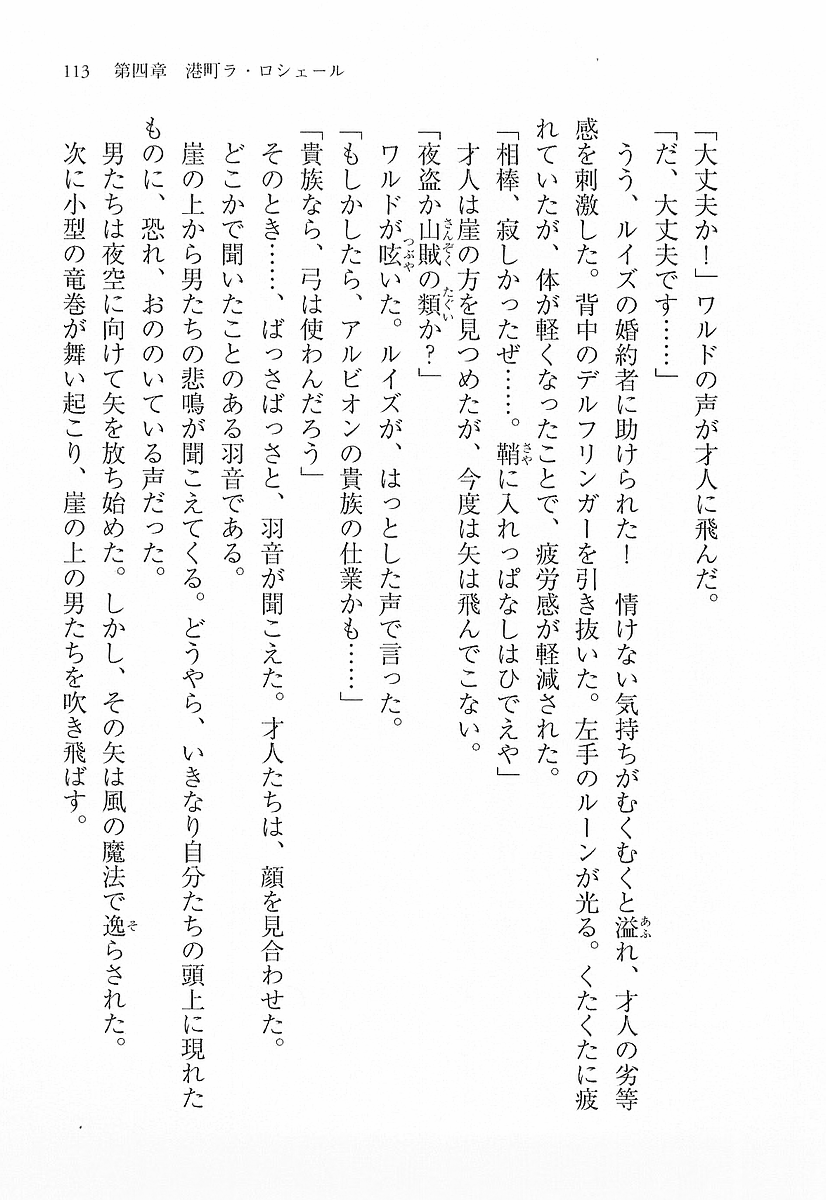 113　第四章　港町ラ・ロシェール
「大丈夫か！」ワルドの声が才人に飛んだ。
「だ、大丈夫です……」
　うう、ルイズの婚約者に助けられた！　情けない気持ちがむくむくと溢れ、才人の劣等
感を刺激した。背中のデルフリンガーを引き抜いた。左手のルーンが光る。くたくたに疲
れていたが、体が軽くなったことで、疲労感が軽減された。
「相棒、寂しかったぜ……。鞘に入れっぱなしはひでえや」
　才人は崖の方を見つめたが、今度は矢は飛んでこない。
「夜盗か山賊の類か？」
　ワルドが呟いた。ルイズが、はっとした声で言った。
「もしかしたら、アルビオンの貴族の仕業かも……」
「貴族なら、弓は使わんだろう」
　そのとき……、ばっさばっさと、羽音が聞こえた。才人たちは、顔を見合わせた。
　どこかで聞いたことのある羽音である。
　崖の上から男たちの悲鳴が聞こえてくる。どうやら、いきなり自分たちの頭上に現れた
ものに、恐れ、おののいている声だった。
　男たちは夜空に向けて矢を放ち始めた。しかし、その矢は風の魔法で逸らされた。
　次に小型の竜巻が舞い起こり、崖の上の男たちを吹き飛ばす。